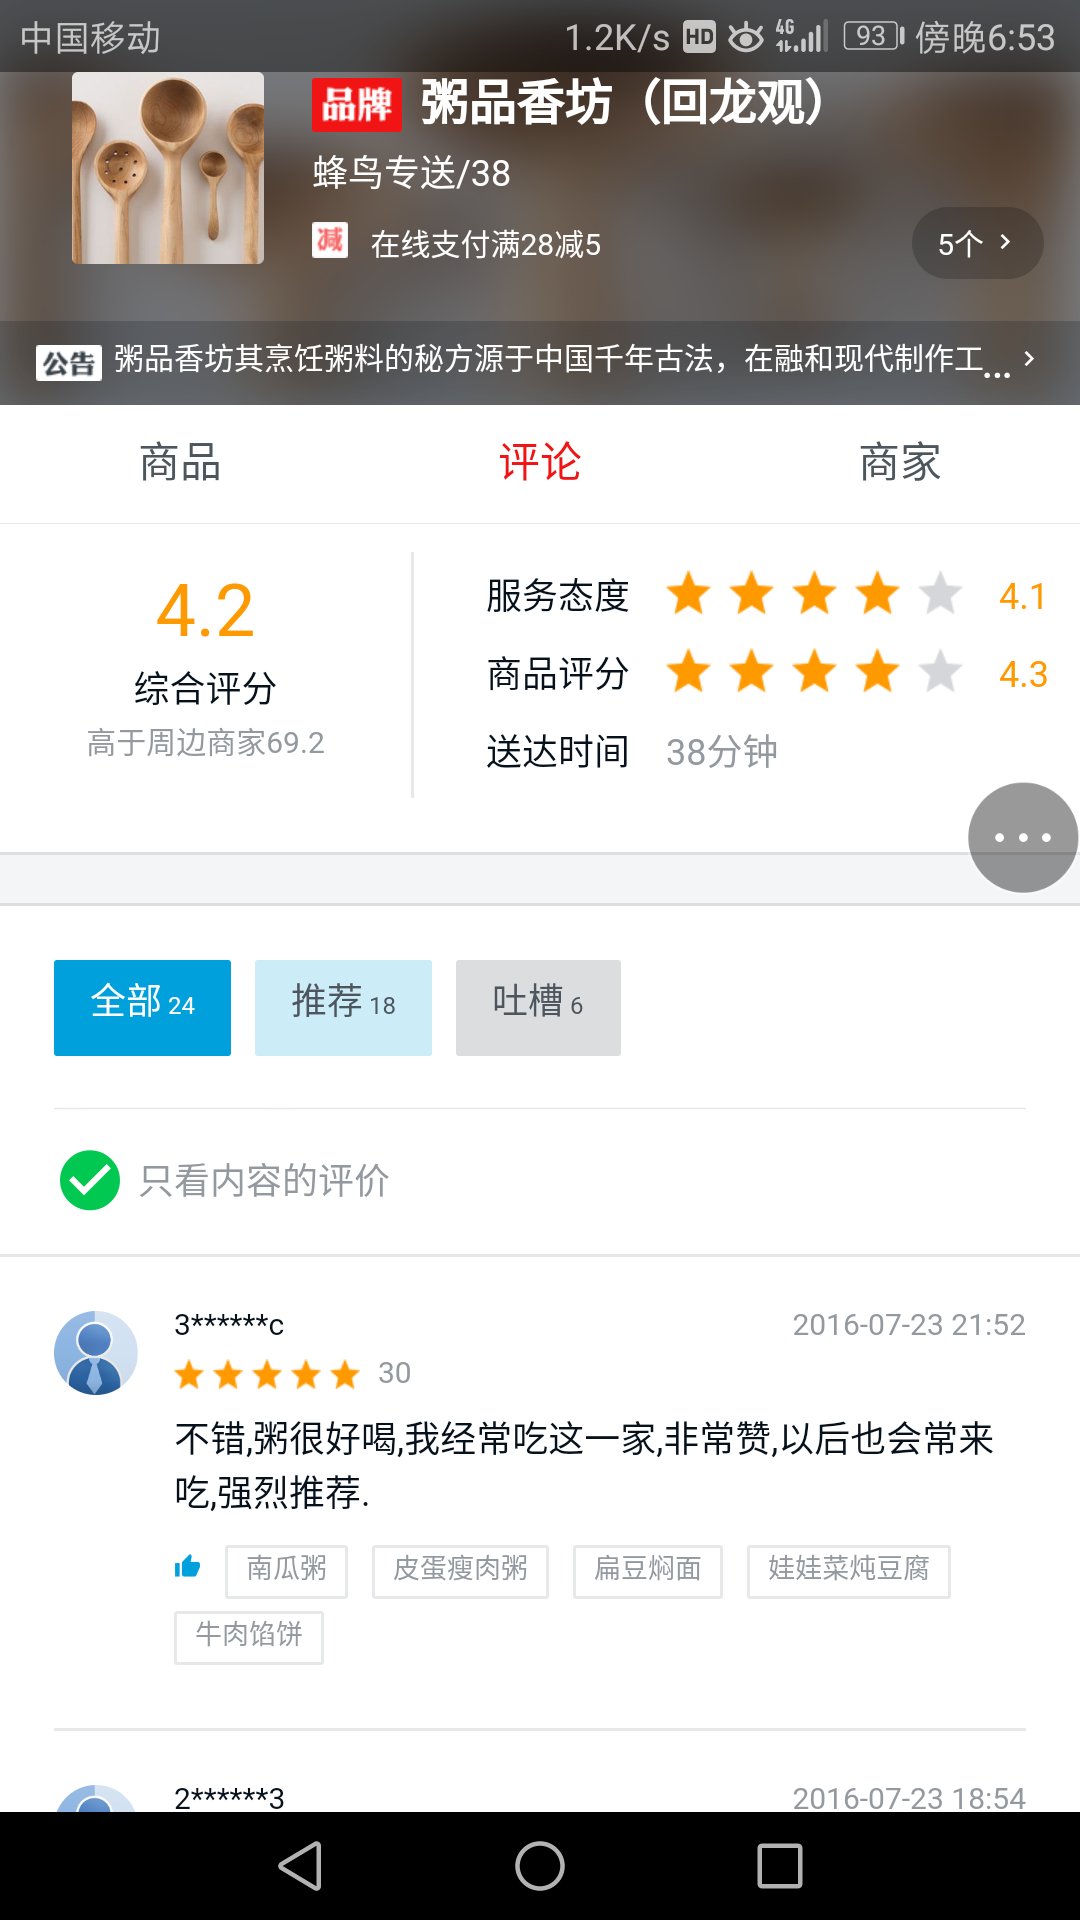 中国移动 1.2K/s HD 4G 93 傍晚6:53
品牌 粥品香坊（回龙观）
蜂鸟专送/38
减 在线支付满28减5 5个
公告 粥品香坊其烹饪粥料的秘方源于中国千年古法，在融和现代制作工...
商品 评论 商家
4.2
综合评分
高于周边商家69.2
服务态度 4.1
商品评分 4.3
送达时间 38分钟
全部 24 推荐 18 吐槽 6
只看内容的评价
3******c 2016-07-23 21:52
30
不错,粥很好喝,我经常吃这一家,非常赞,以后也会常来
吃,强烈推荐.
南瓜粥 皮蛋瘦肉粥 扁豆焖面 娃娃菜炖豆腐
牛肉馅饼
2******3 2016-07-23 18:54